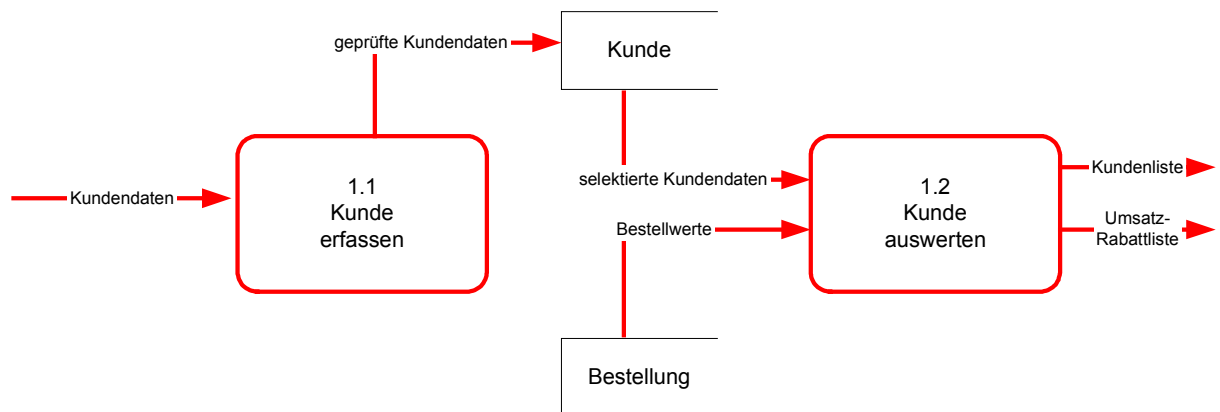 geprüfte Kundendaten
Kunde
Kundendaten
1.1
Kunde
erfassen
selektierte Kundendaten
Bestellwerte
1.2
Kunde
auswerten
Kundenliste
Umsatz-
Rabattliste
Bestellung